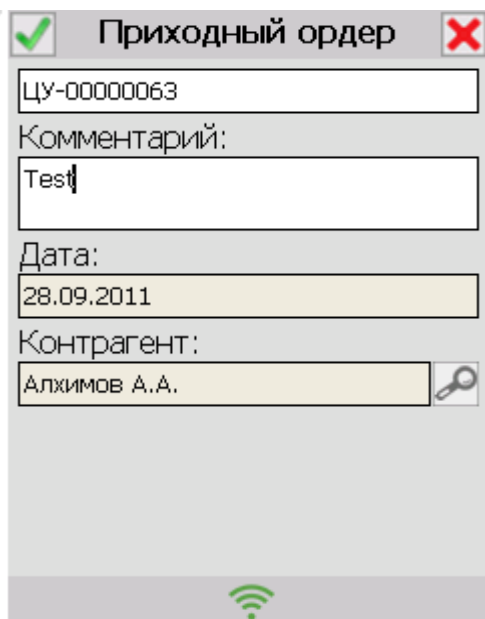 Приходный ордер
ЦУ-00000063
Комментарий:
Test
Дата:
28.09.2011
Контрагент:
Алхимов А.А.